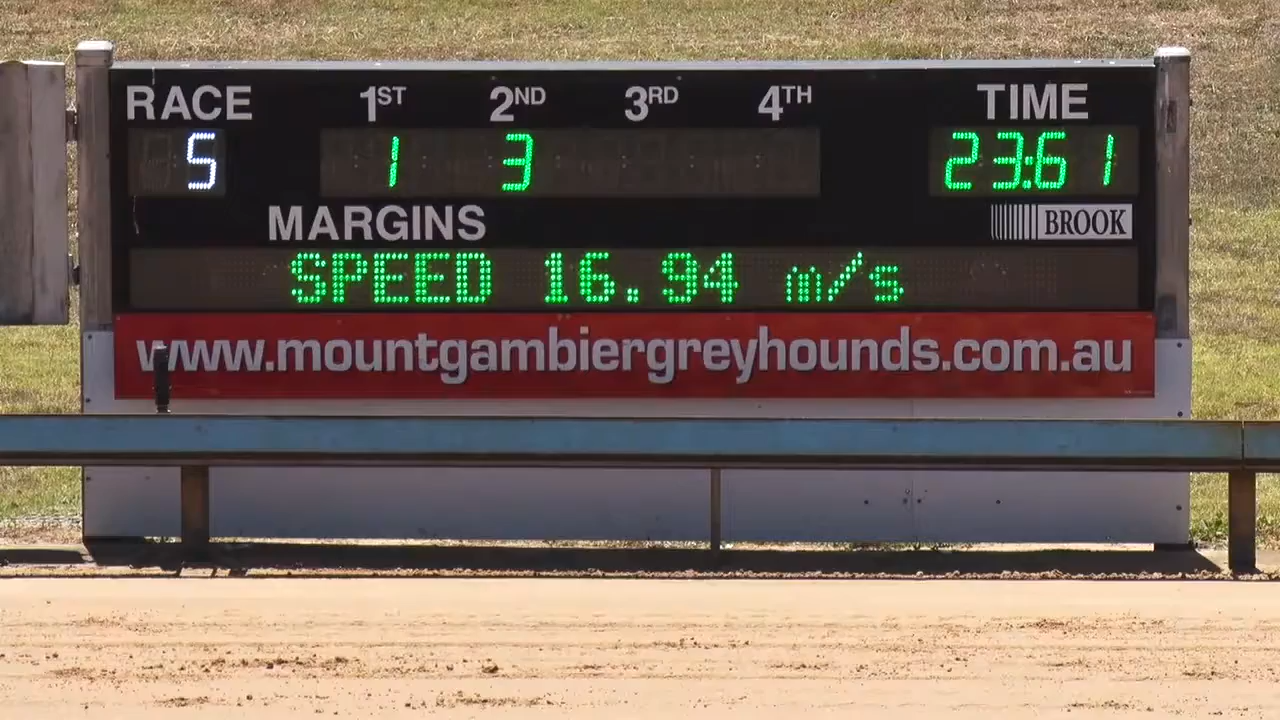 RACE 1ST 2ND 3RD 4TH TIME
5 1 3 23:61
MARGINS BROOK
SPEED 16.94 m/s
www.mountgambiergreyhounds.com.au